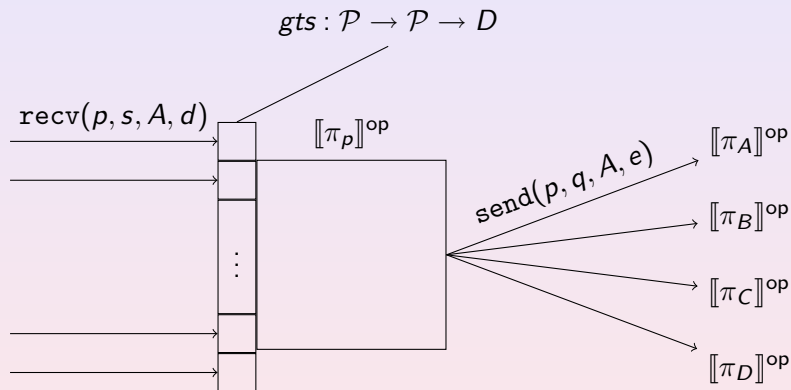 gts : 𝒫 → 𝒫 → D
recv(p, s, A, d)
⟦π_p⟧^op
send(p, q, A, e)
⟦π_A⟧^op
⟦π_B⟧^op
⋮
⟦π_C⟧^op
⟦π_D⟧^op